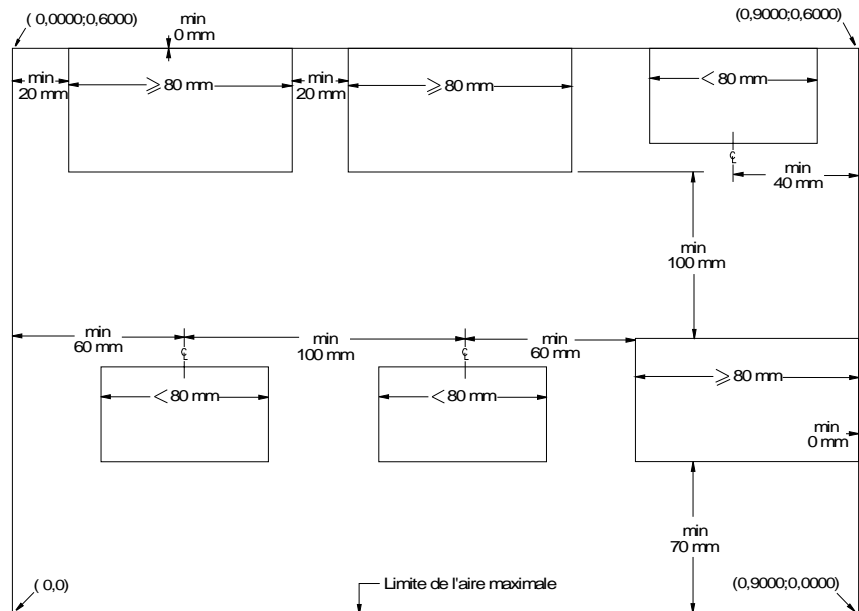 ( 0,0000;0,6000)
min
0 mm
(0,9000;0,6000)
min
20 mm
⩾ 80 mm
min
20 mm
⩾ 80 mm
< 80 mm
℄
min
40 mm
min
100 mm
min
60 mm
℄
min
100 mm
℄
min
60 mm
< 80 mm
< 80 mm
⩾ 80 mm
min
0 mm
min
70 mm
( 0,0)
Limite de l'aire maximale
(0,9000;0,0000)